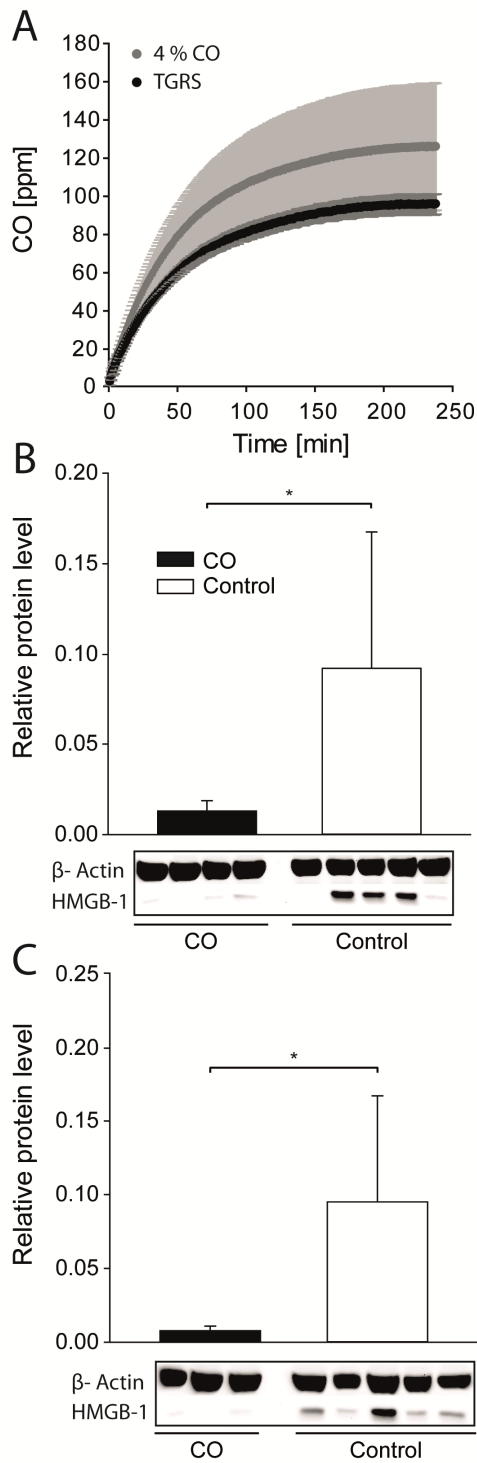 A
180
160
140
120
100
80
60
40
20
0
CO [ppm]
4 % CO
TGRS
0 50 100 150 200 250
Time [min]
B
0.20
0.15
0.10
0.05
0.00
Relative protein level
*
CO
Control
β- Actin
HMGB-1
CO Control
C
0.25
0.20
0.15
0.10
0.05
0.00
Relative protein level
*
β- Actin
HMGB-1
CO Control